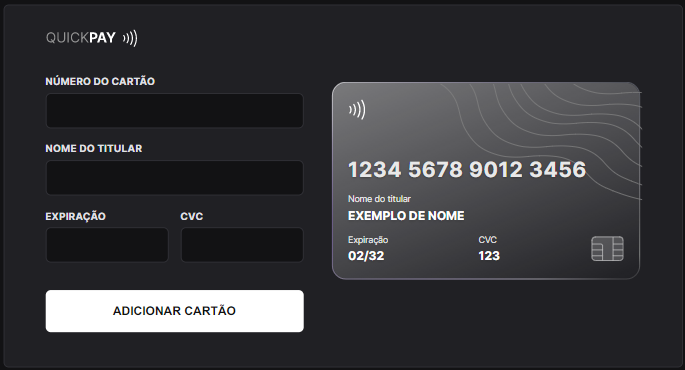 QUICKPAY
NÚMERO DO CARTÃO
NOME DO TITULAR
EXPIRAÇÃO CVC
ADICIONAR CARTÃO
1234 5678 9012 3456
Nome do titular
EXEMPLO DE NOME
Expiração CVC
02/32 123